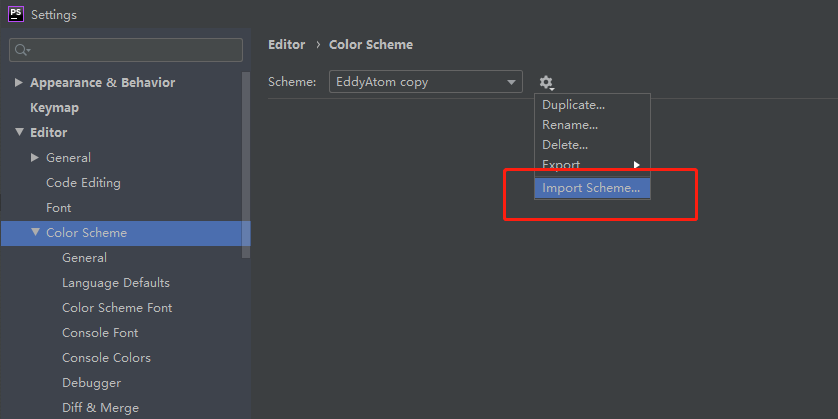 PS
Settings
Editor › Color Scheme
Scheme: EddyAtom copy
Appearance & Behavior
Keymap
Editor
General
Code Editing
Font
Color Scheme
General
Language Defaults
Color Scheme Font
Console Font
Console Colors
Debugger
Diff & Merge
Duplicate...
Rename...
Delete...
Export
Import Scheme...